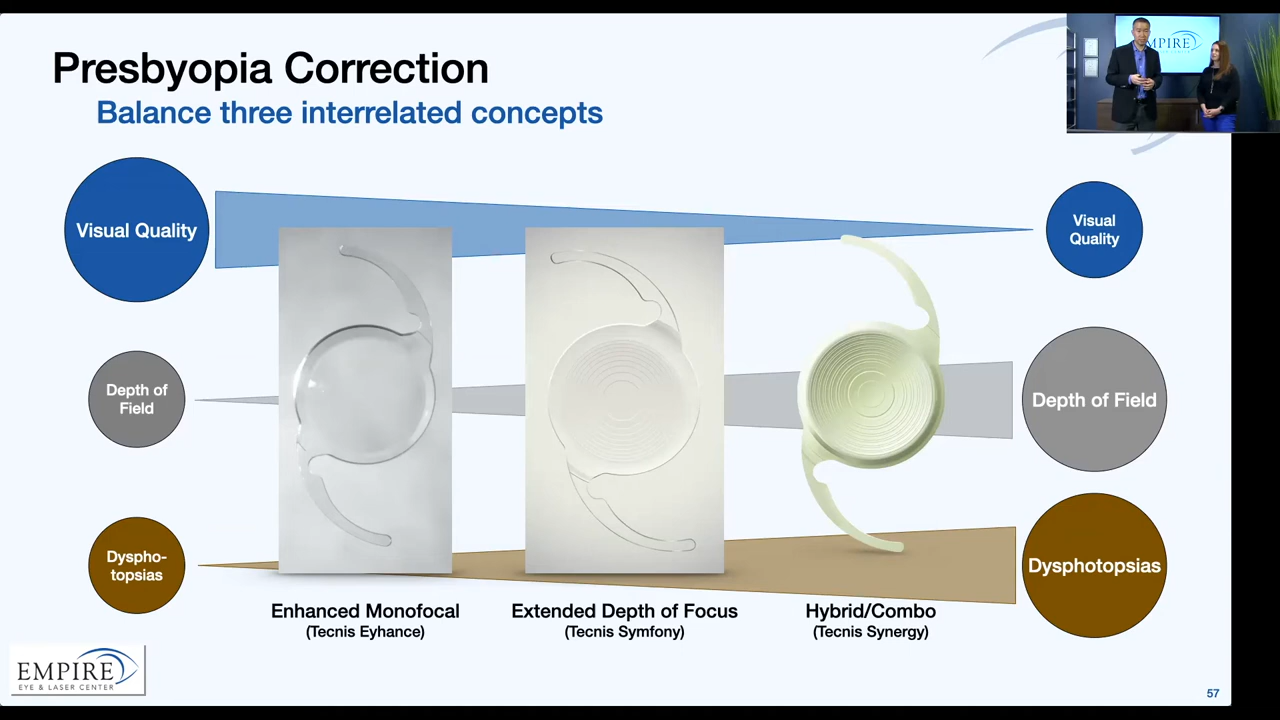 Presbyopia Correction
Balance three interrelated concepts
Visual Quality
Visual
Quality
Depth of
Field
Depth of Field
Dyspho-
topsias
Dysphotopsias
Enhanced Monofocal
(Tecnis Eyhance)
Extended Depth of Focus
(Tecnis Symfony)
Hybrid/Combo
(Tecnis Synergy)
EMPIRE
EYE & LASER CENTER
57